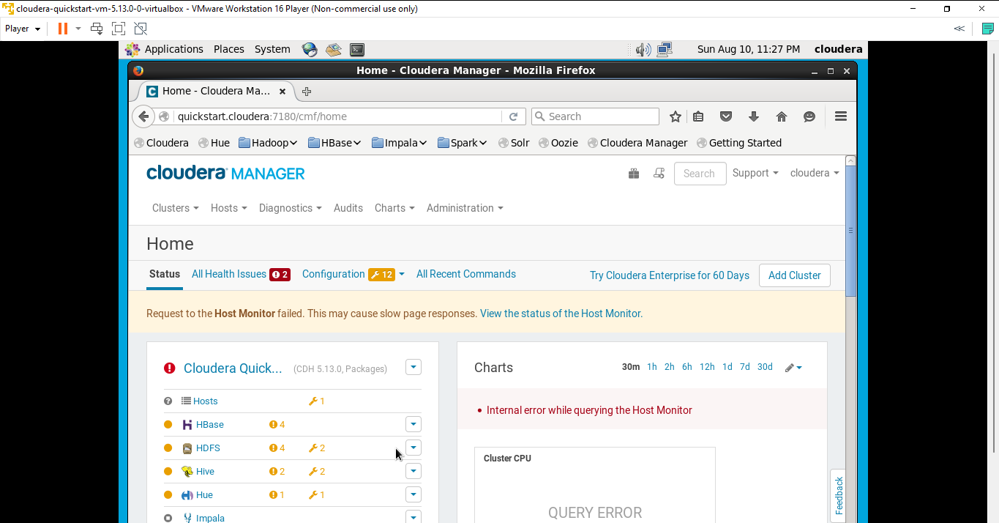 cloudera-quickstart-vm-5.13.0-0-virtualbox - VMware Workstation 16 Player (Non-commercial use only)
Player
Applications Places System Sun Aug 10, 11:27 PM cloudera
Home - Cloudera Manager - Mozilla Firefox
Home - Cloudera Ma...
quickstart.cloudera:7180/cmf/home Search
Cloudera Hue Hadoop HBase Impala Spark Solr Oozie Cloudera Manager Getting Started
cloudera MANAGER Search Support cloudera
Clusters Hosts Diagnostics Audits Charts Administration
Home
Status All Health Issues 2 Configuration 12 All Recent Commands Try Cloudera Enterprise for 60 Days Add Cluster
Request to the Host Monitor failed. This may cause slow page responses. View the status of the Host Monitor.
Cloudera Quick... (CDH 5.13.0, Packages)
Hosts 1
HBase 4
HDFS 4 2
Hive 2 2
Hue 1 1
Impala
Charts 30m 1h 2h 6h 12h 1d 7d 30d
Internal error while querying the Host Monitor
Cluster CPU
QUERY ERROR
Feedback